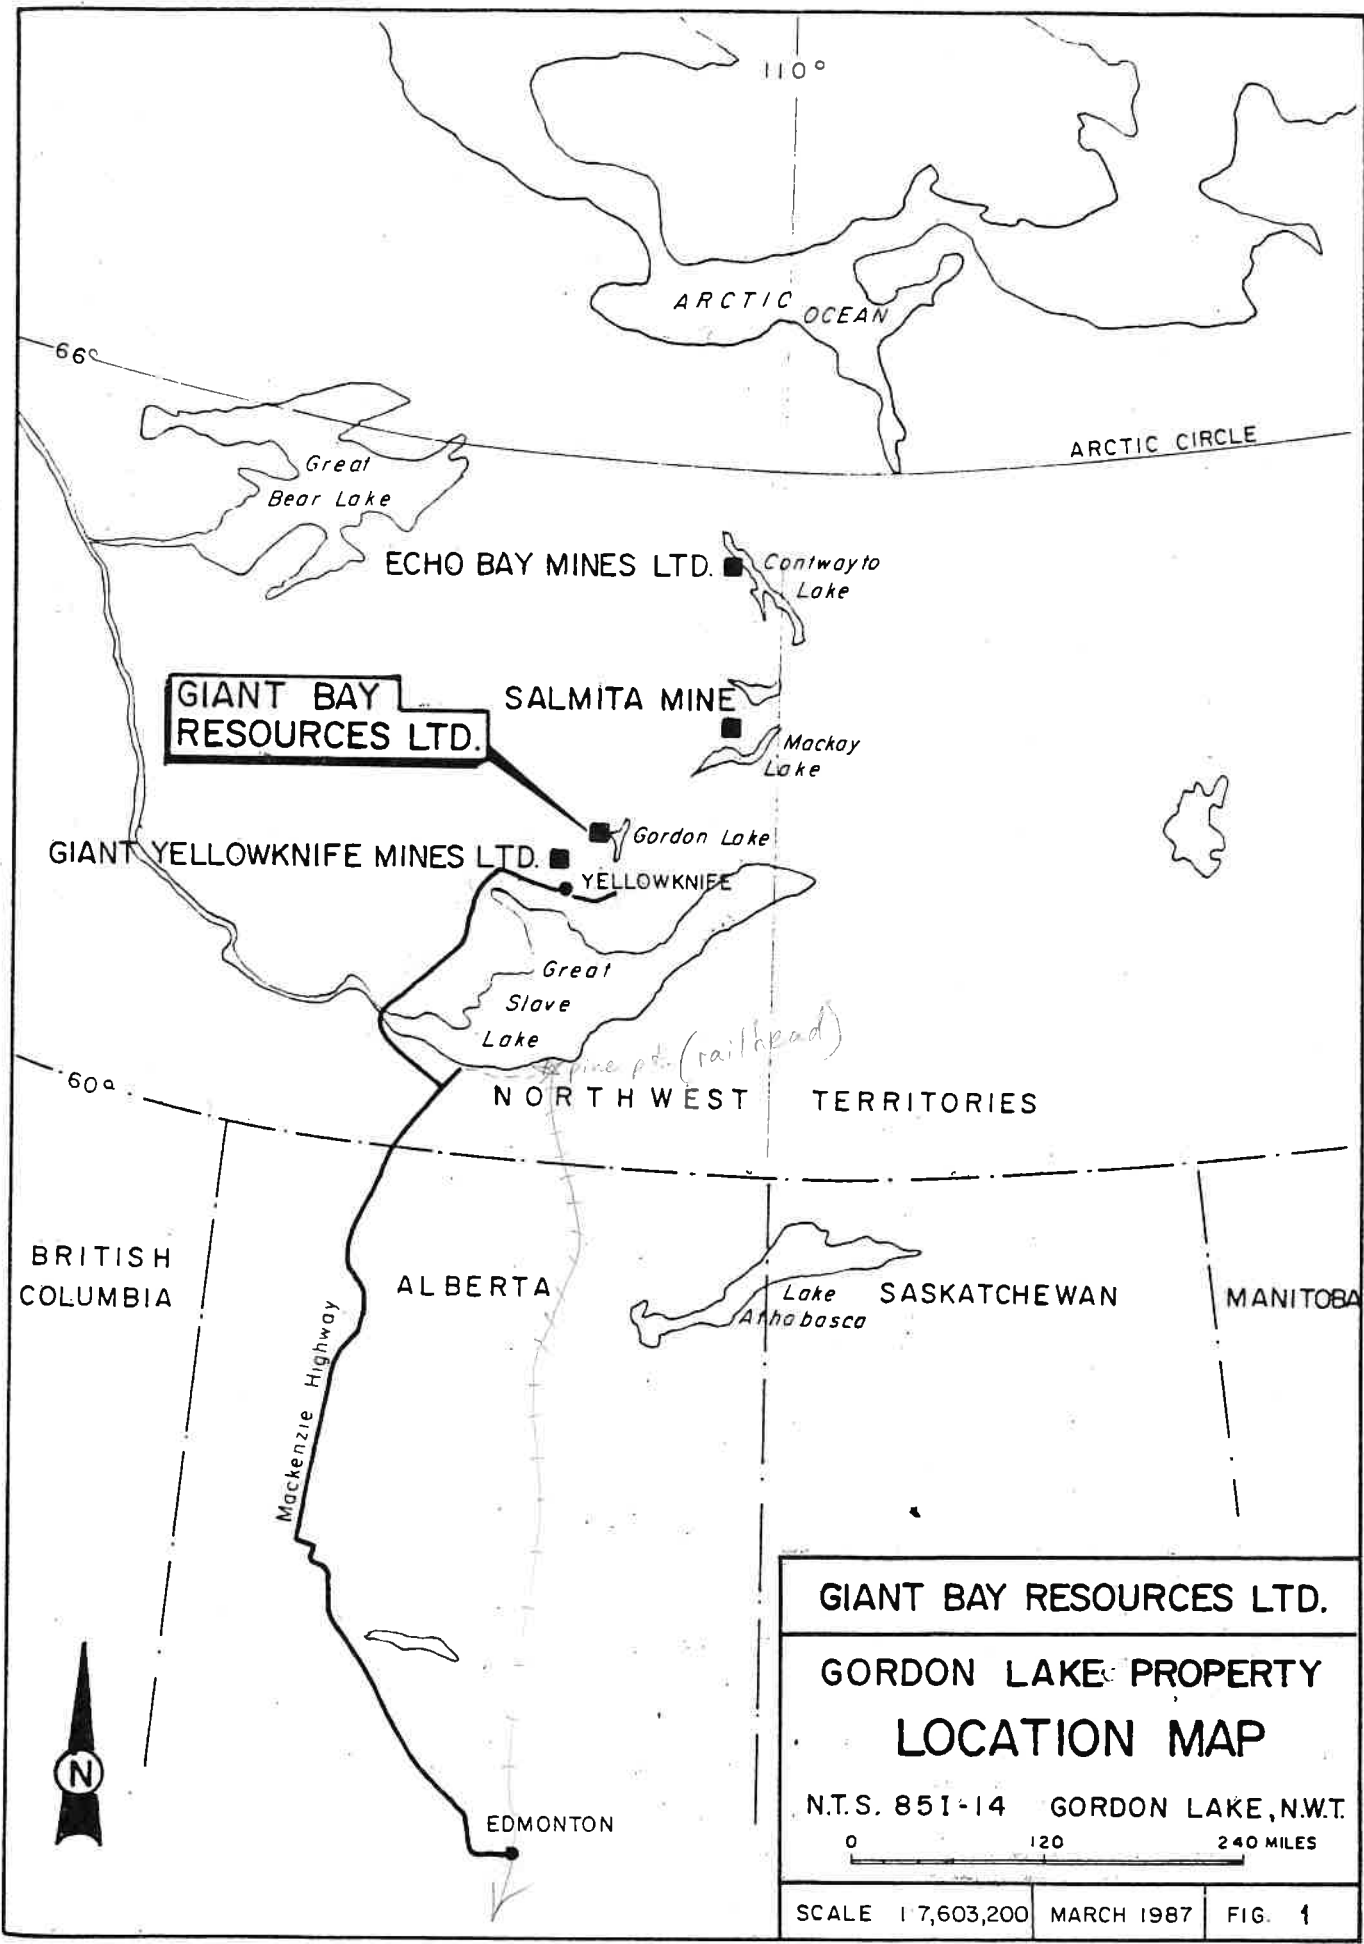 110°
ARCTIC OCEAN
66°
ARCTIC CIRCLE
Great
Bear Lake
ECHO BAY MINES LTD.
Contwoyto
Lake
GIANT BAY
RESOURCES LTD.
SALMITA MINE
Mackay
Lake
Gordon Lake
GIANT YELLOWKNIFE MINES LTD.
YELLOWKNIFE
Great
Slave
Lake
pine pt. (railhead)
60°
NORTHWEST TERRITORIES
BRITISH
COLUMBIA
ALBERTA
Lake
Athabasca
SASKATCHEWAN
MANITOBA
Mackenzie Highway
EDMONTON
N
GIANT BAY RESOURCES LTD.
GORDON LAKE PROPERTY
LOCATION MAP
N.T.S. 85I-14 GORDON LAKE, N.W.T.
0 120 240 MILES
SCALE 1:7,603,200 MARCH 1987 FIG. 1